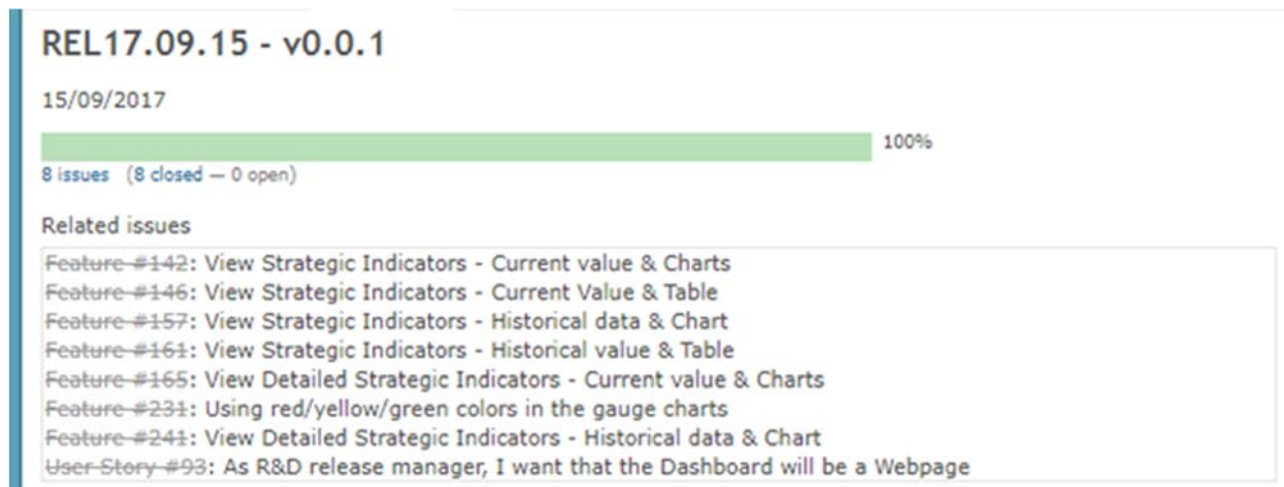 REL17.09.15 - v0.0.1
15/09/2017
100%
8 issues (8 closed — 0 open)
Related issues
Feature #142: View Strategic Indicators - Current value & Charts
Feature #146: View Strategic Indicators - Current Value & Table
Feature #157: View Strategic Indicators - Historical data & Chart
Feature #161: View Strategic Indicators - Historical value & Table
Feature #165: View Detailed Strategic Indicators - Current value & Charts
Feature #231: Using red/yellow/green colors in the gauge charts
Feature #241: View Detailed Strategic Indicators - Historical data & Chart
User Story #93: As R&D release manager, I want that the Dashboard will be a Webpage